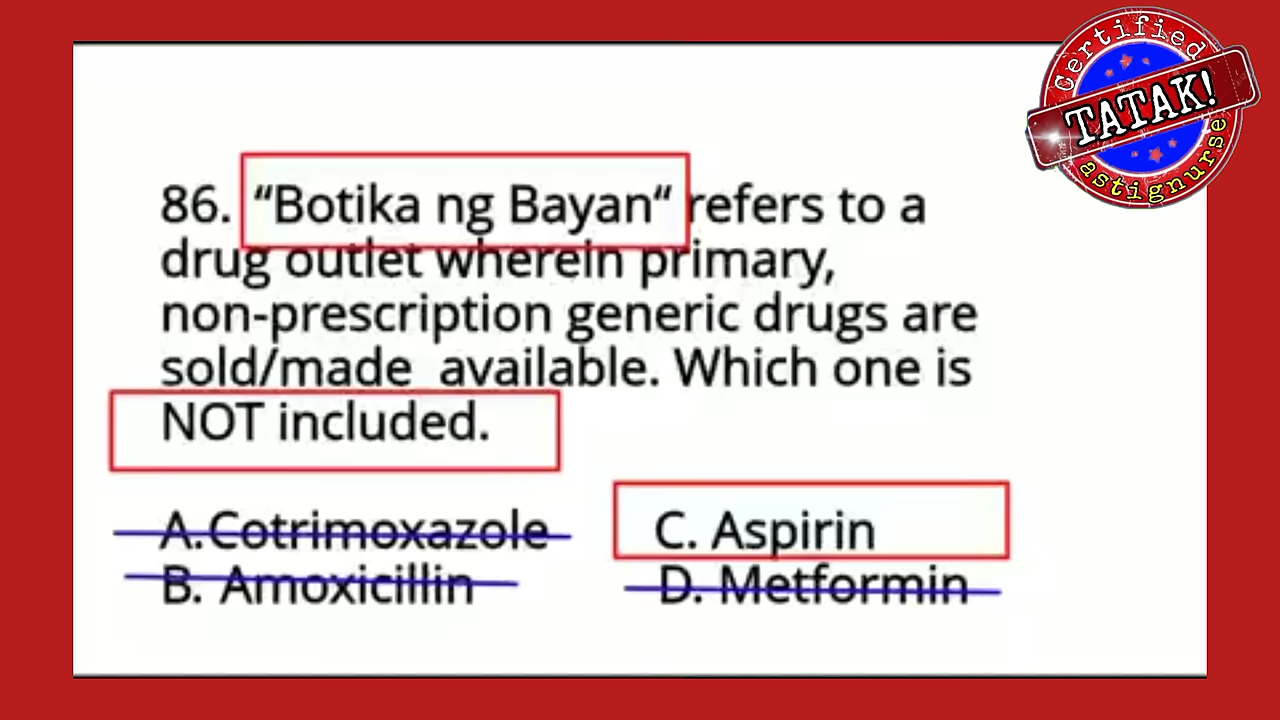 Certified
TATAK!
astignurse
86. “Botika ng Bayan“ refers to a
drug outlet wherein primary,
non-prescription generic drugs are
sold/made  available. Which one is
NOT included.
A.Cotrimoxazole
B. Amoxicillin
C. Aspirin
D. Metformin